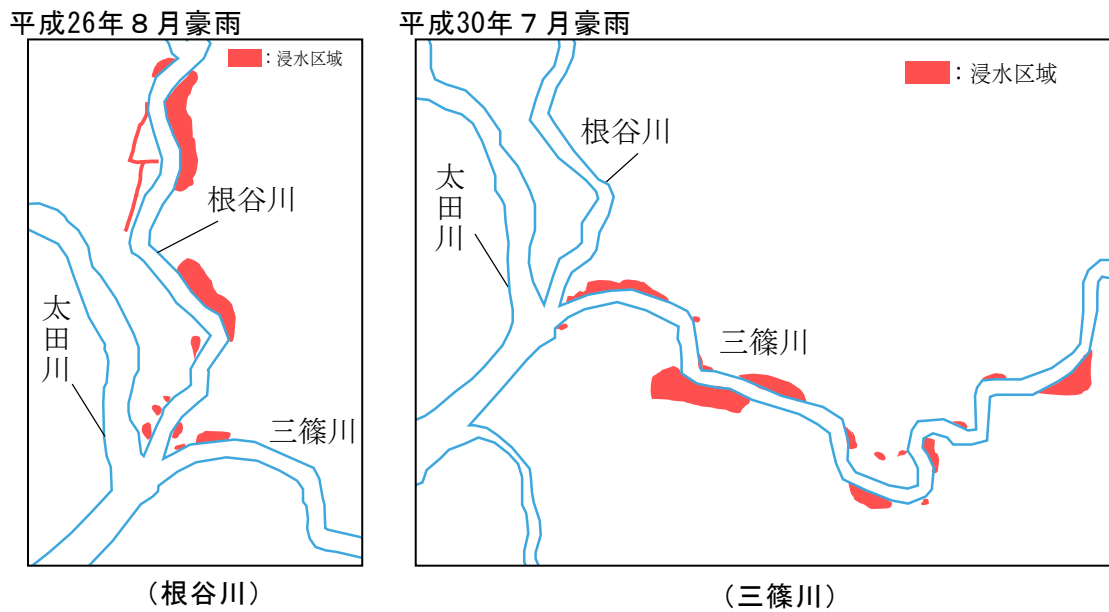 平成26年８月豪雨
：浸水区域
根谷川
太田川
三篠川
（根谷川）
平成30年７月豪雨
：浸水区域
根谷川
太田川
三篠川
（三篠川）